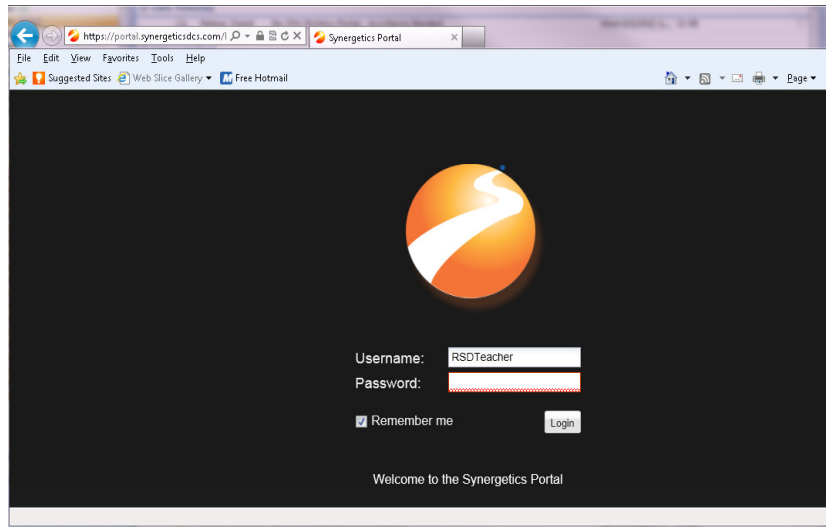 https://portal.synergeticsdcs.com/l
Synergetics Portal
File Edit View Favorites Tools Help
Suggested Sites Web Slice Gallery Free Hotmail
Page
Username: RSDTeacher
Password:
Remember me
Login
Welcome to the Synergetics Portal